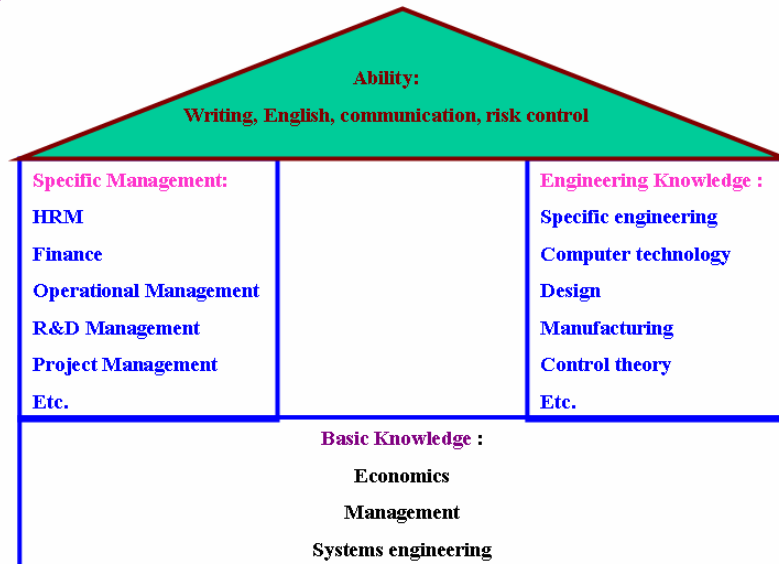 Ability:
Writing, English, communication, risk control
Specific Management:
HRM
Finance
Operational Management
R&D Management
Project Management
Etc.
Engineering Knowledge :
Specific engineering
Computer technology
Design
Manufacturing
Control theory
Etc.
Basic Knowledge :
Economics
Management
Systems engineering